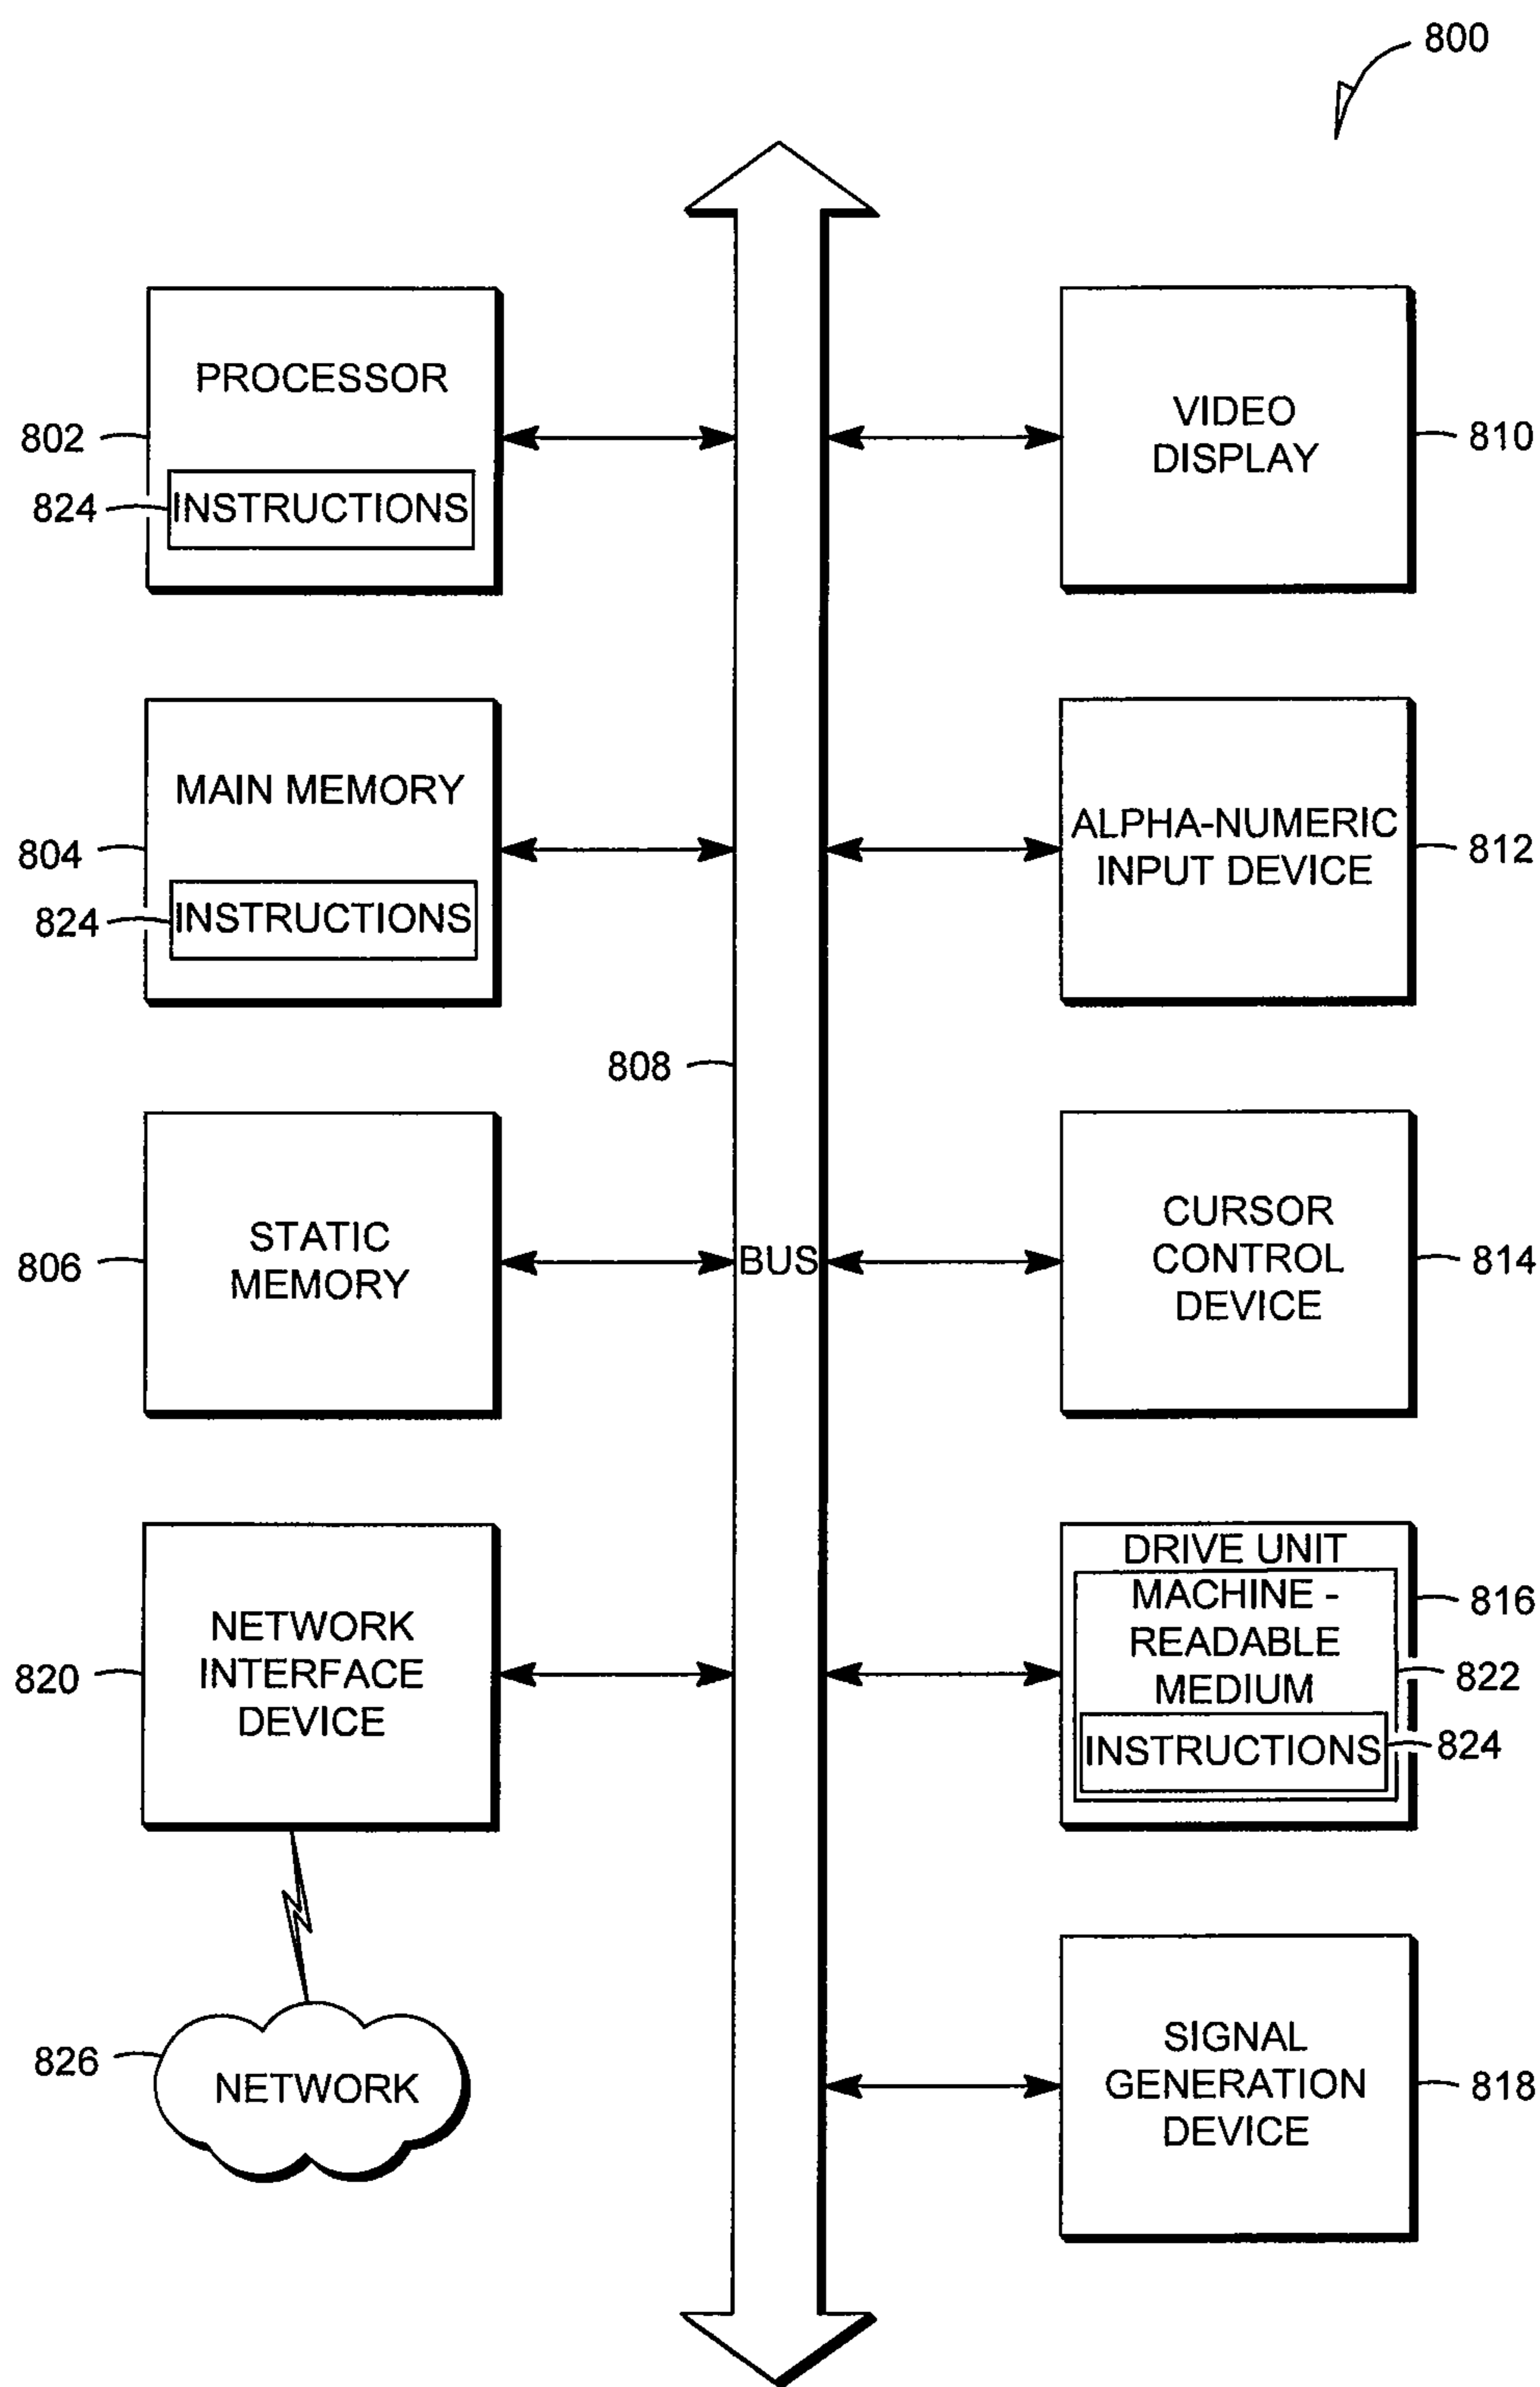 800
PROCESSOR
802
824
INSTRUCTIONS
VIDEO
DISPLAY
810
MAIN MEMORY
804
824
INSTRUCTIONS
ALPHA-NUMERIC
INPUT DEVICE
812
808
STATIC
MEMORY
806
BUS
CURSOR
CONTROL
DEVICE
814
NETWORK
INTERFACE
DEVICE
820
DRIVE UNIT
816
MACHINE -
READABLE
MEDIUM
822
INSTRUCTIONS
824
826
NETWORK
SIGNAL
GENERATION
DEVICE
818